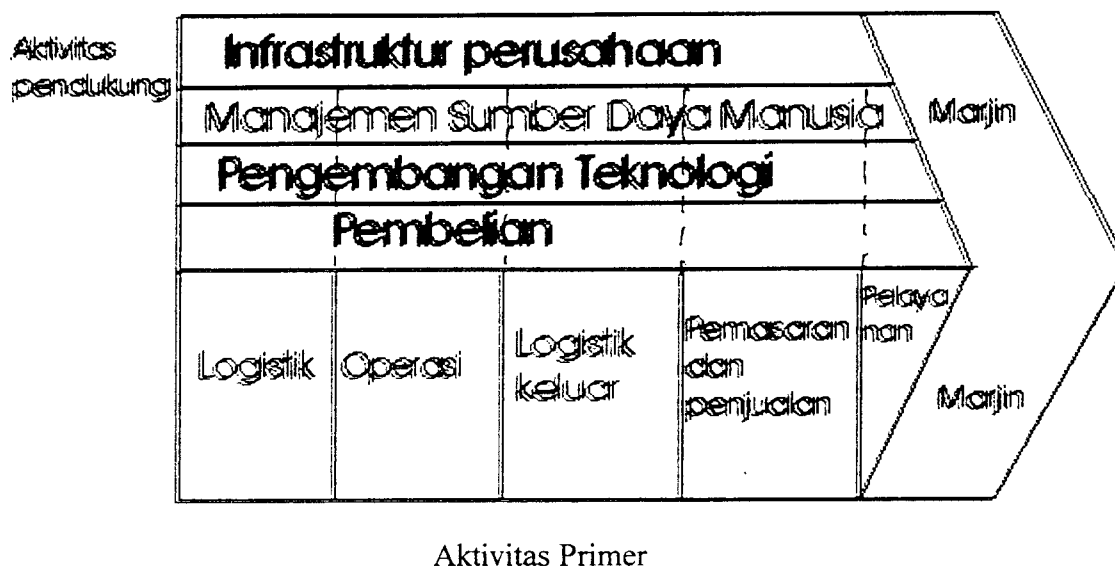 Aktivitas
pendukung
Infrastruktur perusahaan
Manajemen Sumber Daya Manusia
Pengembangan Teknologi
Pembelian
Marjin
Logistik
Operasi
Logistik
keluar
Pemasaran
dan
penjualan
Pelaya
nan
Marjin
Aktivitas Primer